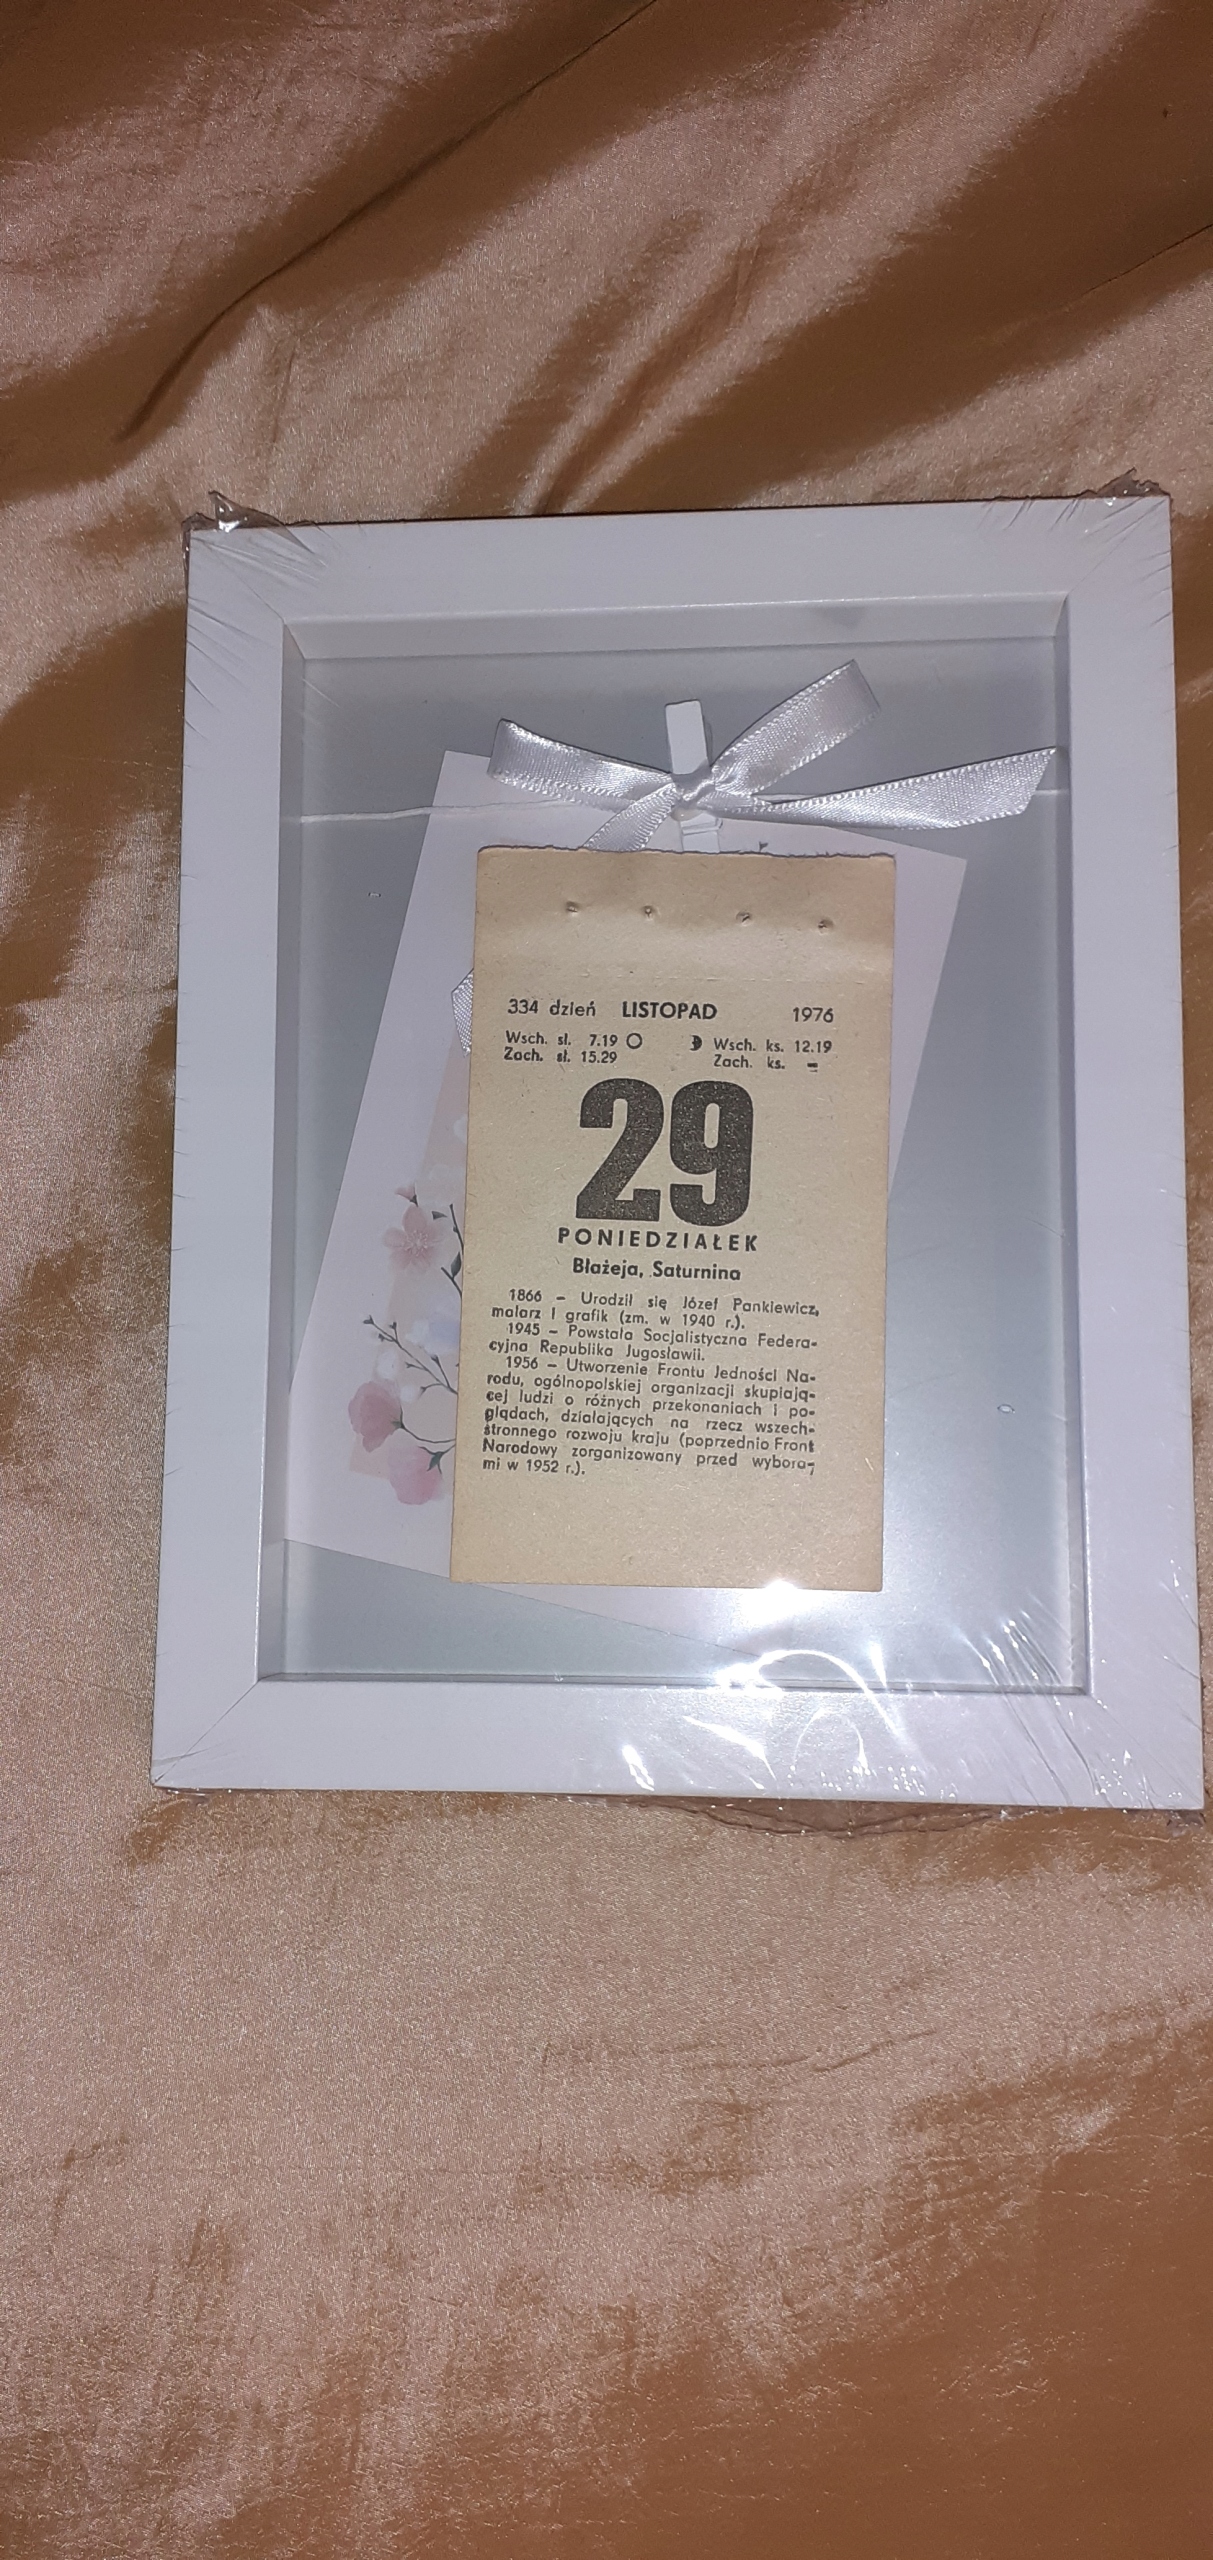 334 dzień LISTOPAD 1976
Wsch. sł. 7.19 Wsch. ks. 12.19
Zach. sł. 15.29 Zach. ks. –
29
PONIEDZIAŁEK
Błażeja, Saturnina
1866 – Urodził się Józef Pankiewicz,
malarz i grafik (zm. w 1940 r.).
1945 – Powstała Socjalistyczna Federa-
cyjna Republika Jugosławii.
1956 – Utworzenie Frontu Jedności Na-
rodu, ogólnopolskiej organizacji skupiają-
cej ludzi o różnych przekonaniach i po-
glądach, działających na rzecz wszech-
stronnego rozwoju kraju (poprzednio Front
Narodowy zorganizowany przed wybora-
mi w 1952 r.).